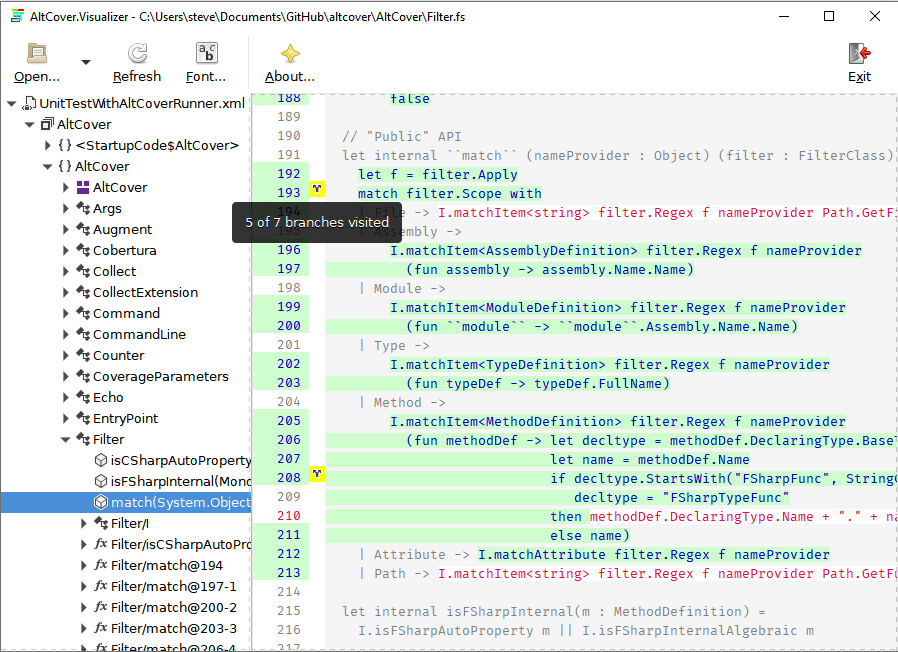 AltCover.Visualizer - C:\Users\steve\Documents\GitHub\altcover\AltCover\Filter.fs
Open...
Refresh
Font...
About...
Exit
UnitTestWithAltCoverRunner.xml
AltCover
{ } <StartupCode$AltCover>
{ } AltCover
AltCover
Args
Augment
Cobertura
Collect
CollectExtension
Command
CommandLine
Counter
CoverageParameters
Echo
EntryPoint
Filter
isCSharpAutoProperty
isFSharpInternal(Mono
match(System.Object
Filter/I
Filter/isCSharpAutoPro
Filter/match@194
Filter/match@197-1
Filter/match@200-2
Filter/match@203-3
Filter/match@206-4
188 false
189
190 // "Public" API
191 let internal ``match`` (nameProvider : Object) (filter : FilterClass)
192 let f = filter.Apply
193 match filter.Scope with
194 | File -> I.matchItem<string> filter.Regex f nameProvider Path.GetFi
5 of 7 branches visited
195 | Assembly ->
196 I.matchItem<AssemblyDefinition> filter.Regex f nameProvider
197 (fun assembly -> assembly.Name.Name)
198 | Module ->
199 I.matchItem<ModuleDefinition> filter.Regex f nameProvider
200 (fun ``module`` -> ``module``.Assembly.Name.Name)
201 | Type ->
202 I.matchItem<TypeDefinition> filter.Regex f nameProvider
203 (fun typeDef -> typeDef.FullName)
204 | Method ->
205 I.matchItem<MethodDefinition> filter.Regex f nameProvider
206 (fun methodDef -> let decltype = methodDef.DeclaringType.BaseT
207 let name = methodDef.Name
208 if decltype.StartsWith("FSharpFunc", StringC
209 decltype = "FSharpTypeFunc"
210 then methodDef.DeclaringType.Name + "." + na
211 else name)
212 | Attribute -> I.matchAttribute filter.Regex f nameProvider
213 | Path -> I.matchItem<string> filter.Regex f nameProvider Path.GetFu
214
215 let internal isFSharpInternal(m : MethodDefinition) =
216 I.isFSharpAutoProperty m || I.isFSharpInternalAlgebraic m
217